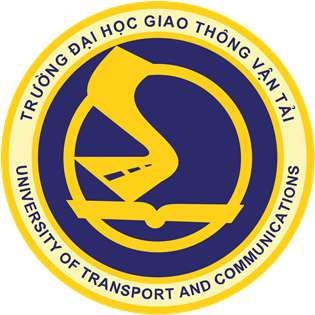 TRƯỜNG ĐẠI HỌC GIAO THÔNG VẬN TẢI
UNIVERSITY OF TRANSPORT AND COMMUNICATIONS